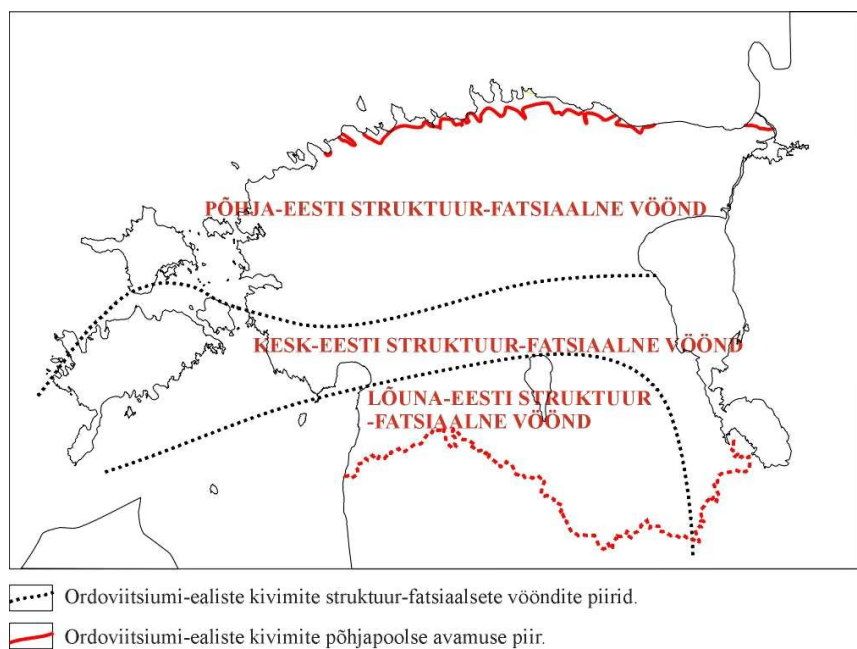 PÕHJA-EESTI STRUKTUUR-FATSIAALNE VÖÖND
KESK-EESTI STRUKTUUR-FATSIAALNE VÖÖND
LÕUNA-EESTI STRUKTUUR
-FATSIAALNE VÖÖND
Ordoviitsiumi-ealiste kivimite struktuur-fatsiaalsete vööndite piirid.
Ordoviitsiumi-ealiste kivimite põhjapoolse avamuse piir.